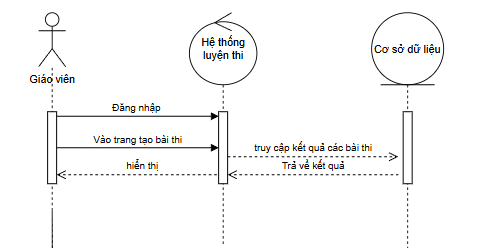 Hệ thống
luyện thi
Cơ sở dữ liệu
Giáo viên
Đăng nhập
Vào trang tạo bài thi
truy cập kết quả các bài thi
hiển thị
Trả về kết quả